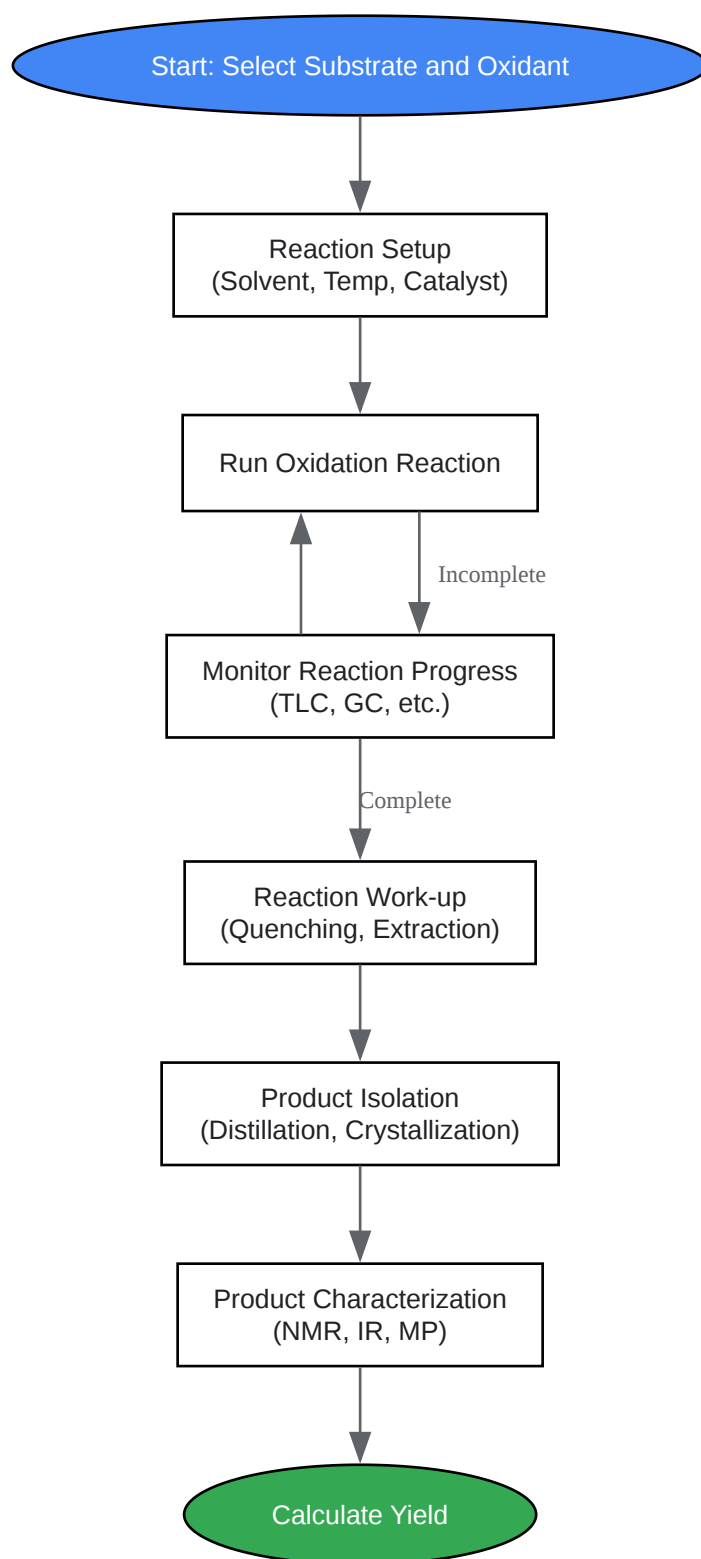 Start: Select Substrate and Oxidant
Reaction Setup
(Solvent, Temp, Catalyst)
Run Oxidation Reaction
Incomplete
Monitor Reaction Progress
(TLC, GC, etc.)
Complete
Reaction Work-up
(Quenching, Extraction)
Product Isolation
(Distillation, Crystallization)
Product Characterization
(NMR, IR, MP)
Calculate Yield